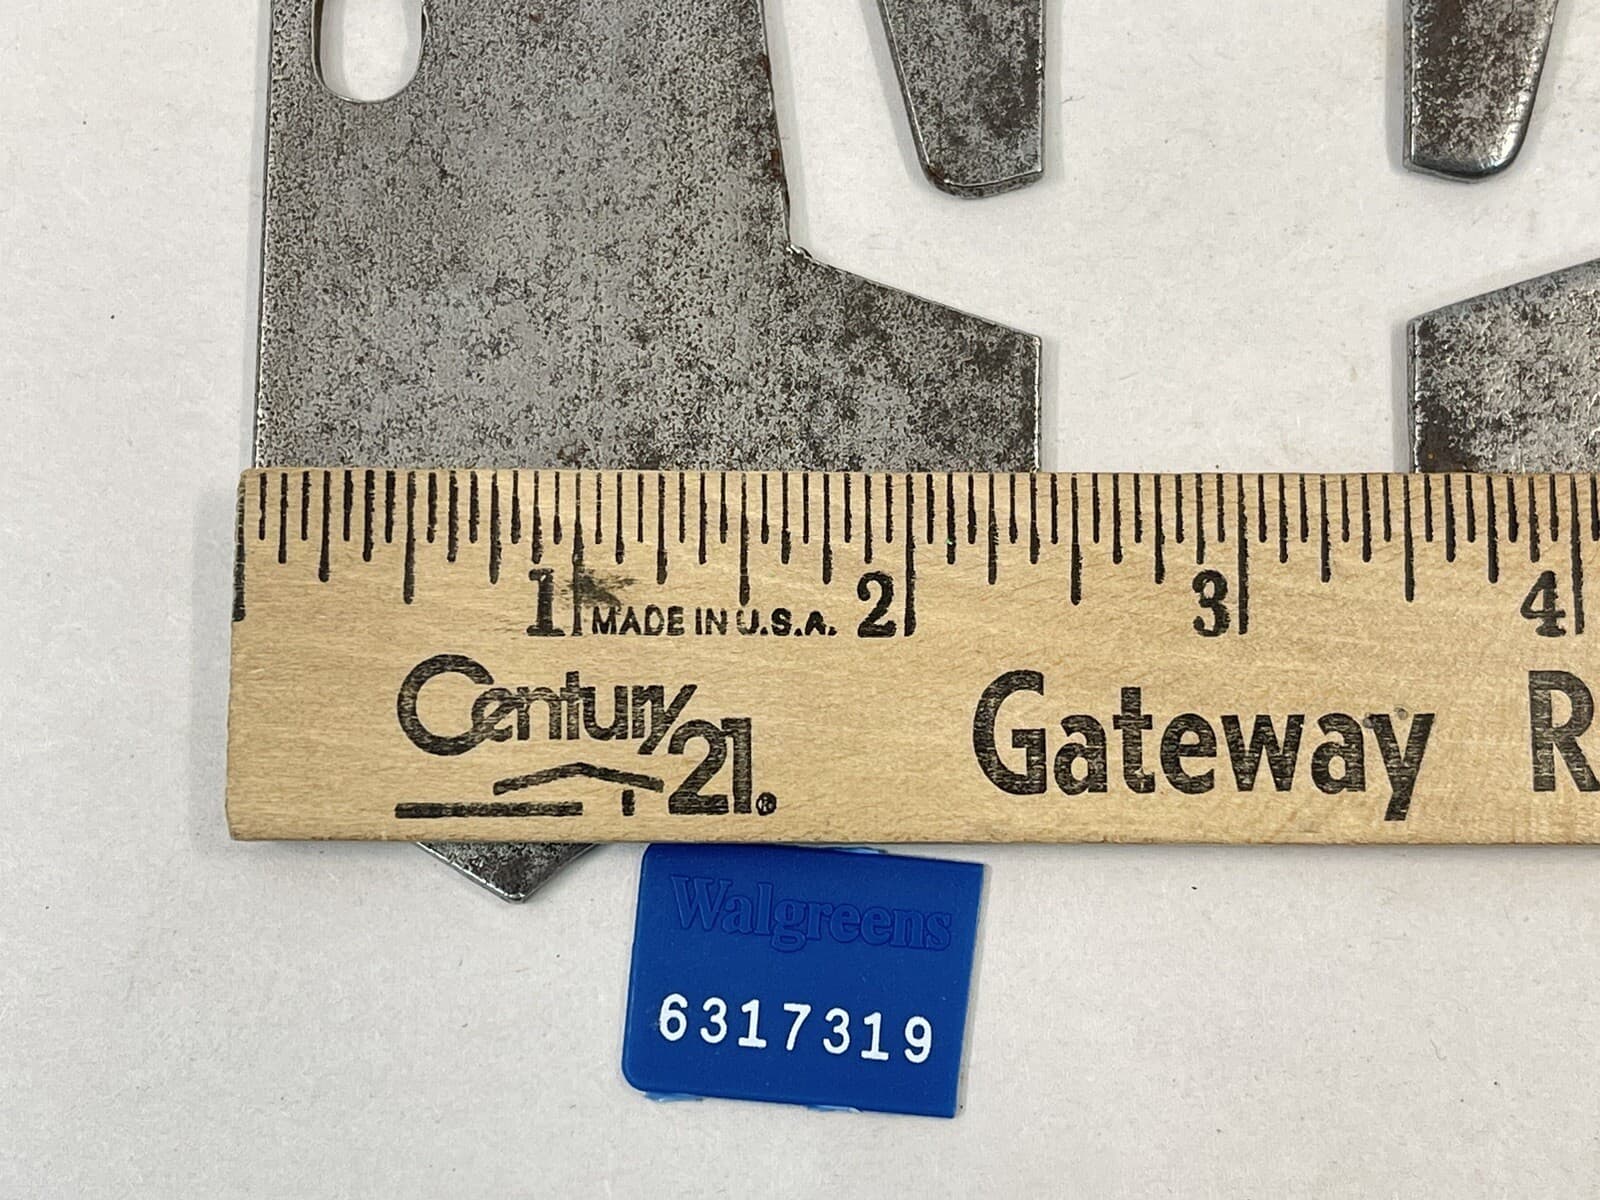 1 2 3 4
MADE IN U.S.A.
Century 21® Gateway R
Walgreens
6317319